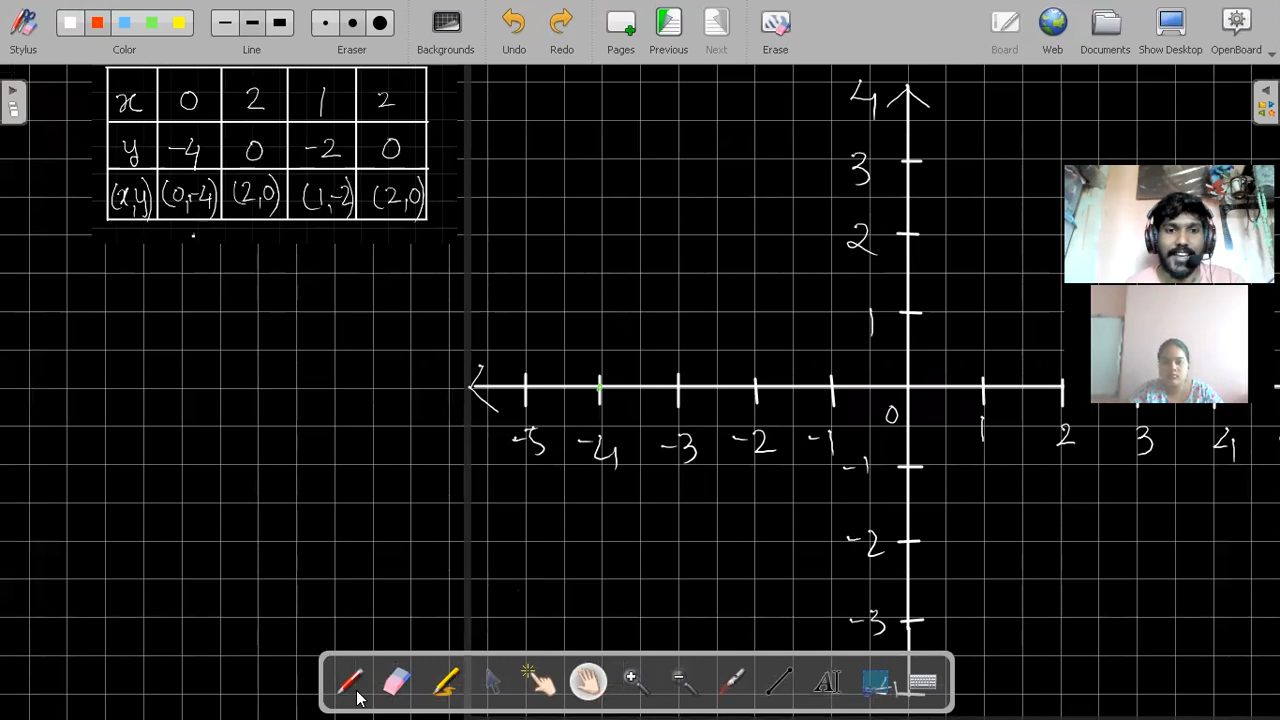 Stylus Color Line Eraser Backgrounds Undo Redo Pages Previous Next Erase Board Web Documents Show Desktop OpenBoard
x 0 2 1 2
y -4 0 -2 0
(x,y) (0,-4) (2,0) (1,-2) (2,0)
4
3
2
1
0
-5 -4 -3 -2 -1 1 2 3 4
-1
-2
-3